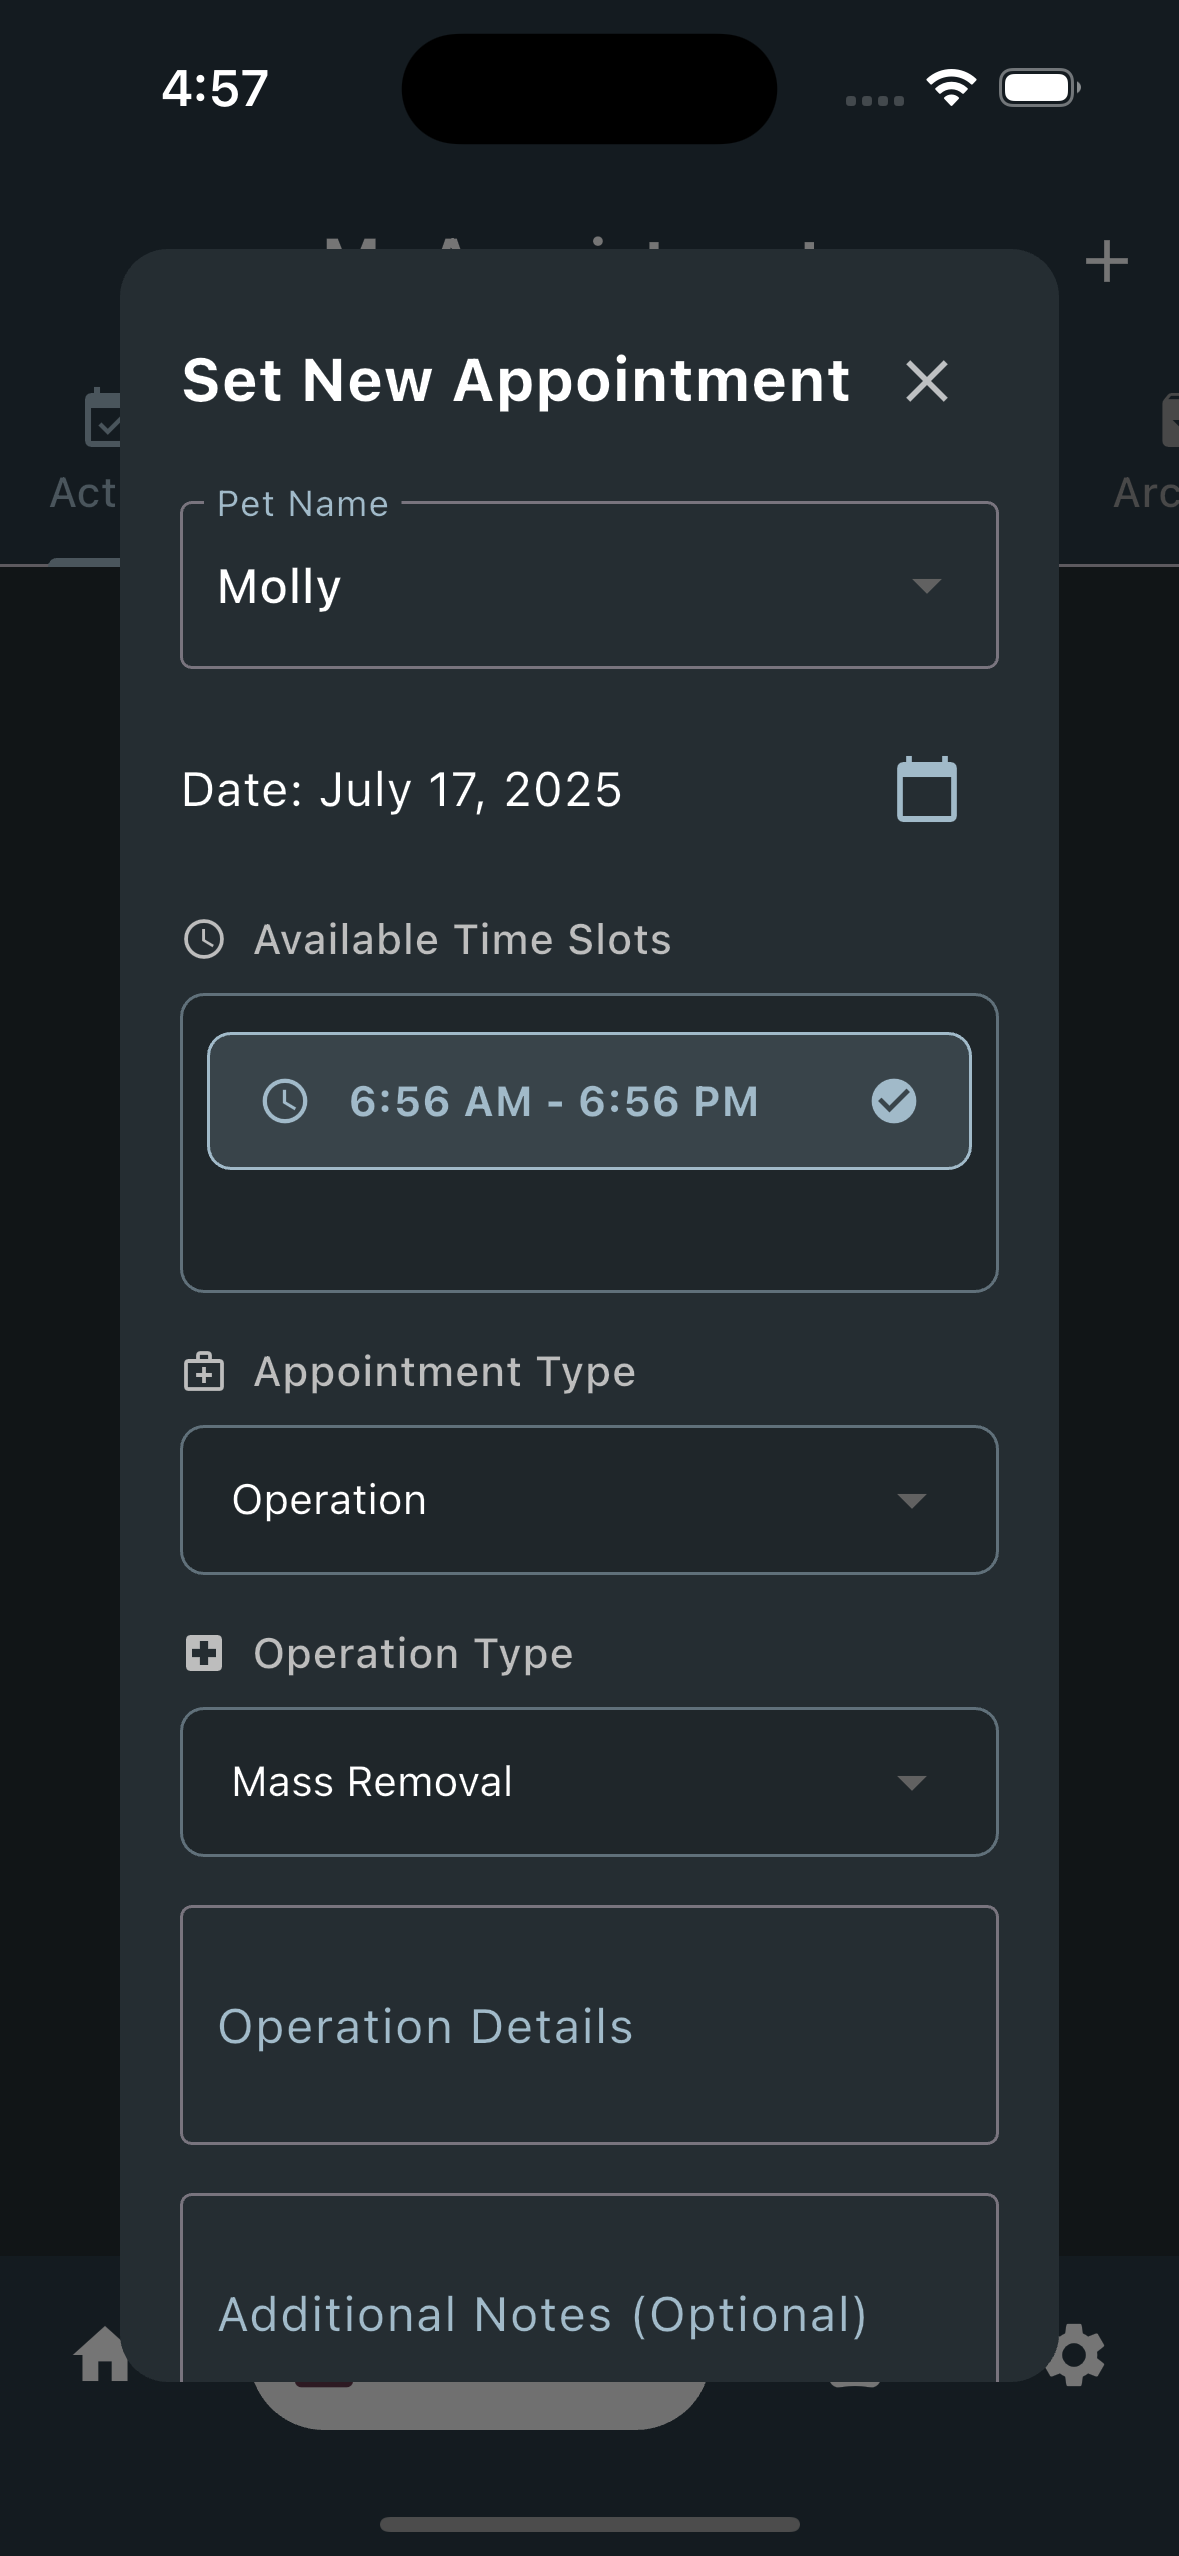 4:57
Set New Appointment
Act
Arc
Pet Name
Molly
Date: July 17, 2025
Available Time Slots
6:56 AM - 6:56 PM
Appointment Type
Operation
Operation Type
Mass Removal
Operation Details
Additional Notes (Optional)